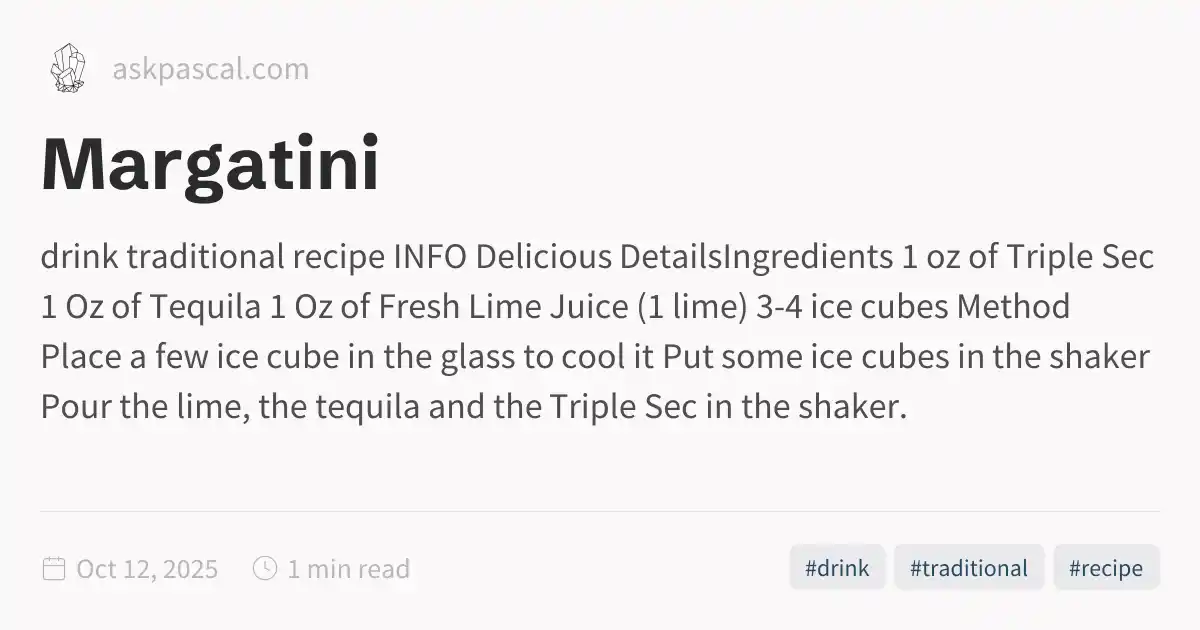 askpascal.com
Margatini
drink traditional recipe INFO Delicious DetailsIngredients 1 oz of Triple Sec
1 Oz of Tequila 1 Oz of Fresh Lime Juice (1 lime) 3-4 ice cubes Method
Place a few ice cube in the glass to cool it Put some ice cubes in the shaker
Pour the lime, the tequila and the Triple Sec in the shaker.
Oct 12, 2025 1 min read #drink #traditional #recipe